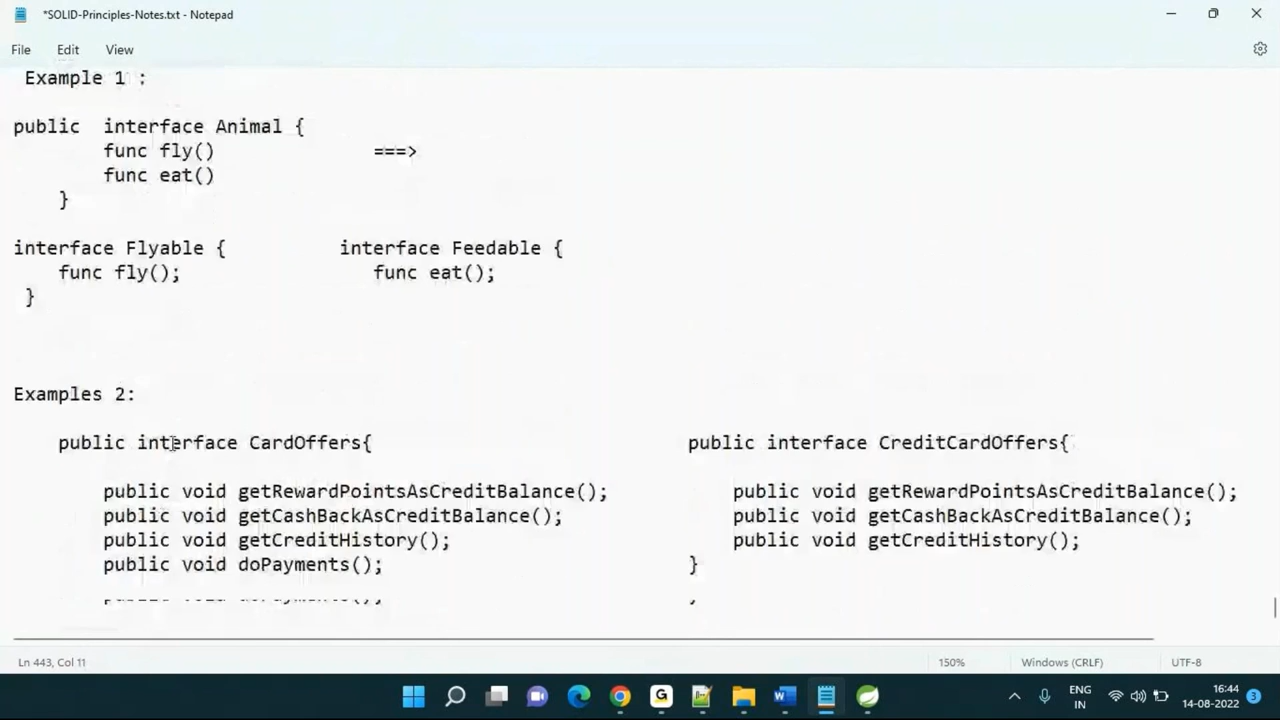 *SOLID-Principles-Notes.txt - Notepad
File Edit View
Example 1 :
public interface Animal {
func fly() ===>
func eat()
}
interface Flyable { interface Feedable {
func fly(); func eat();
}
Examples 2:
public interface CardOffers{ public interface CreditCardOffers{
public void getRewardPointsAsCreditBalance(); public void getRewardPointsAsCreditBalance();
public void getCashBackAsCreditBalance(); public void getCashBackAsCreditBalance();
public void getCreditHistory(); public void getCreditHistory();
public void doPayments(); }
Ln 443, Col 11 150% Windows (CRLF) UTF-8
ENG 16:44
IN 14-08-2022 3